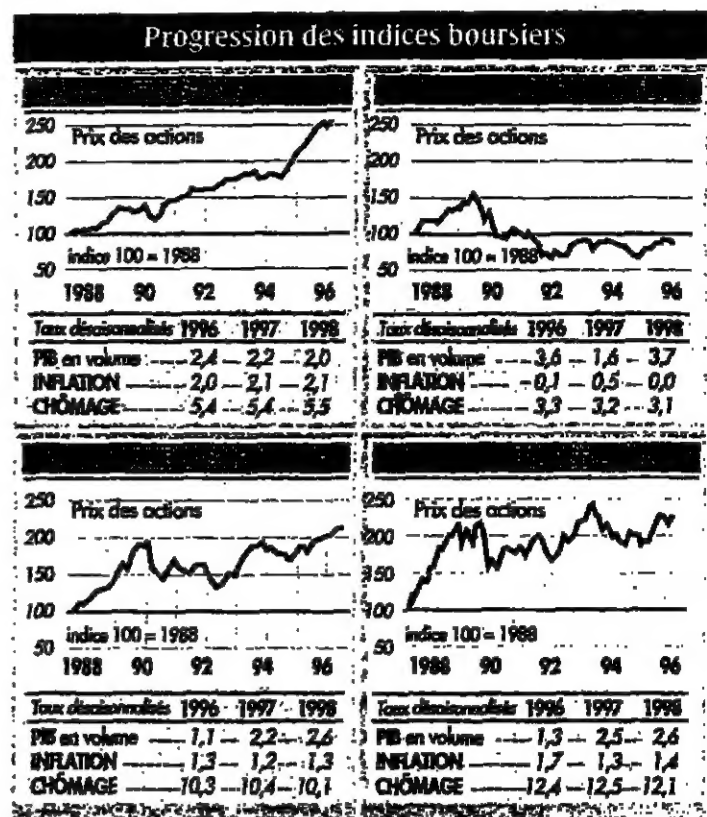 Progression des indices boursiers
250 Prix des actions
200
150
100
indice 100 = 1988
50
1988 90 92 94 96
Taux désaisonnalisés 1996 1997 1998
PIB en volume 2,4 2,2 2,0
INFLATION 2,0 2,1 2,1
CHÔMAGE 5,4 5,4 5,5
250 Prix des actions
200
150
100
indice 100 = 1988
50
1988 90 92 94 96
Taux désaisonnalisés 1996 1997 1998
PIB en volume 3,6 1,6 3,7
INFLATION -0,1 0,5 0,0
CHÔMAGE 3,3 3,2 3,1
250 Prix des actions
200
150
100
indice 100 = 1988
50
1988 90 92 94 96
Taux désaisonnalisés 1996 1997 1998
PIB en volume 1,1 2,2 2,6
INFLATION 1,3 1,2 1,3
CHÔMAGE 10,3 10,4 10,1
250 Prix des actions
200
150
100
indice 100 = 1988
50
1988 90 92 94 96
Taux désaisonnalisés 1996 1997 1998
PIB en volume 1,3 2,5 2,6
INFLATION 1,7 1,3 1,4
CHÔMAGE 12,4 12,5 12,1